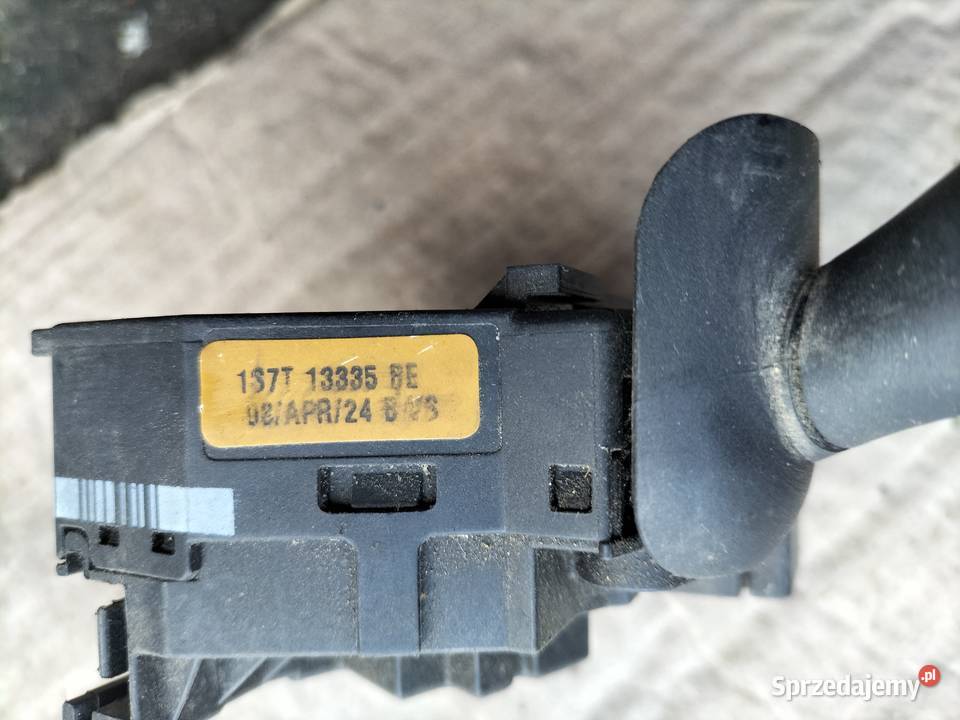 1S7T 13335 BE
/APR/24
Sprzedajemy.pl